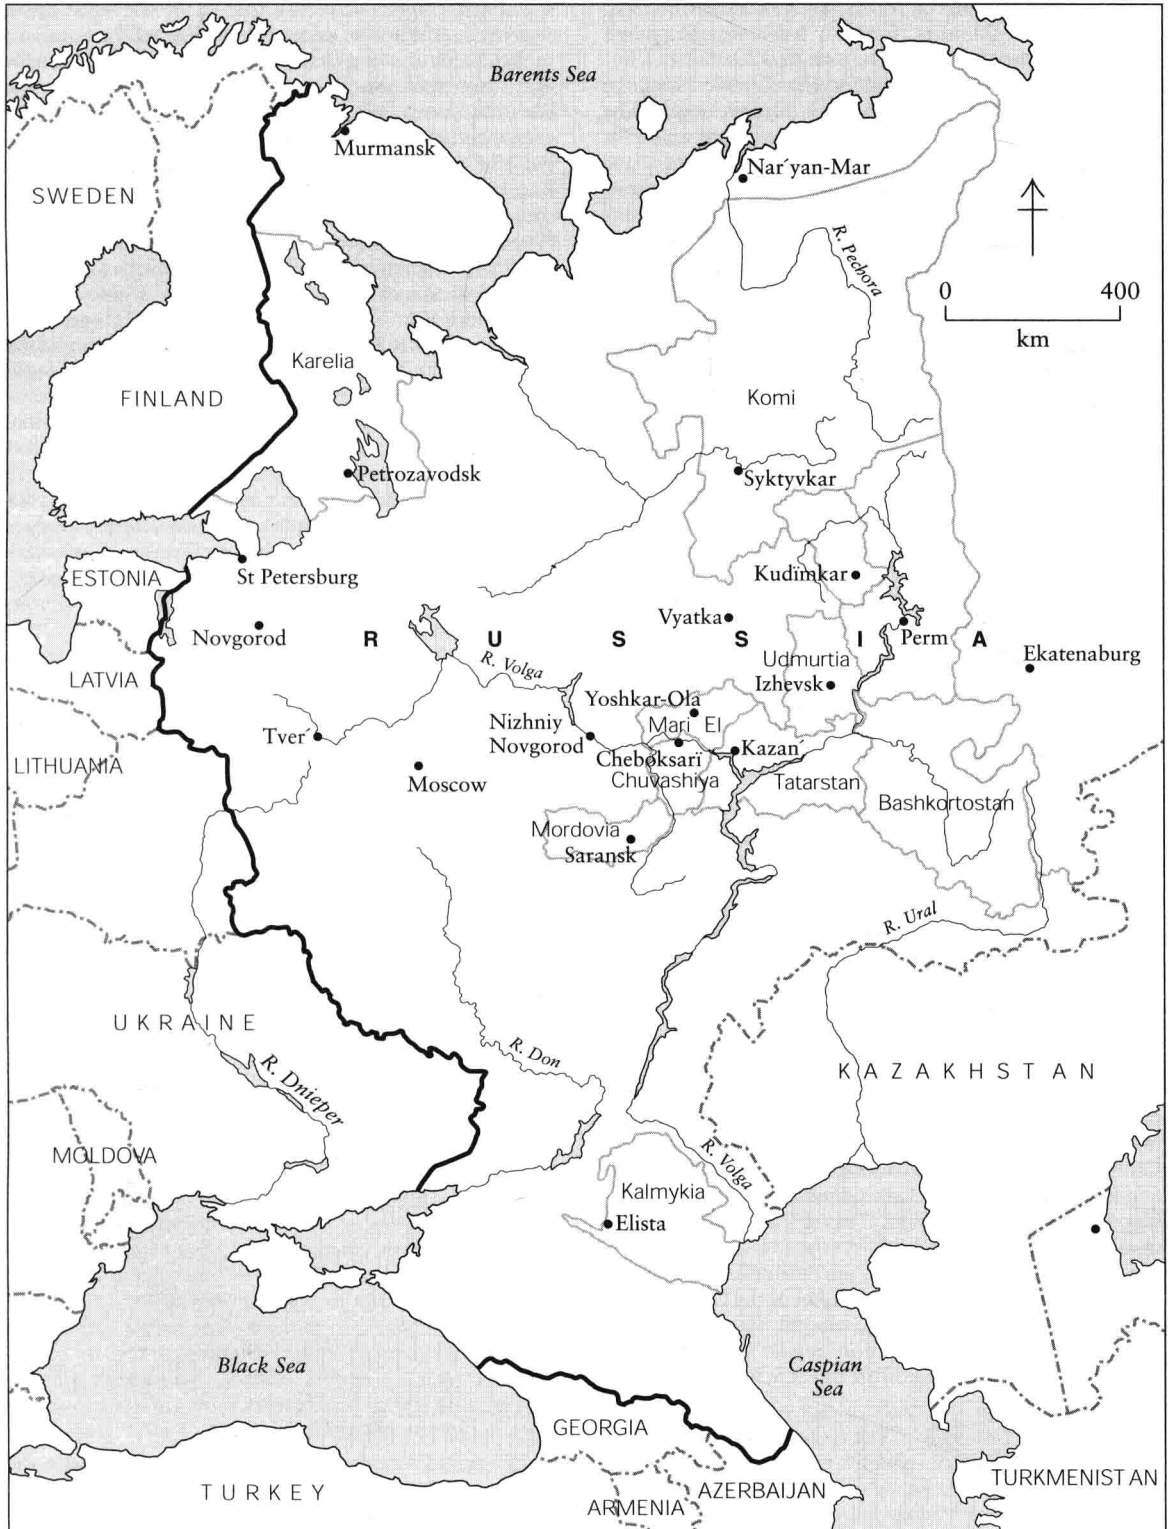 Barents Sea
Murmansk
Nar´yan-Mar
SWEDEN
R. Pechora
0 400
km
Karelia
FINLAND
Komi
Petrozavodsk
Syktyvkar
ESTONIA
St Petersburg
Kudïmkar
Vyatka
Novgorod
R U S S I A
Perm
Ekatenaburg
LATVIA
R. Volga
Udmurtia
Izhevsk
Yoshkar-Ola
Mari El
Nizhniy
Novgorod
Tver´
Kazan´
Cheboksarï
Chuvashiya
LITHUANIA
Moscow
Tatarstan
Bashkortostan
Mordovia
Saransk
R. Ural
UKRAINE
R. Don
R. Dnieper
KAZAKHSTAN
MOLDOVA
R. Volga
Kalmykia
Elista
Black Sea
Caspian
Sea
GEORGIA
TURKEY
ARMENIA
AZERBAIJAN
TURKMENISTAN